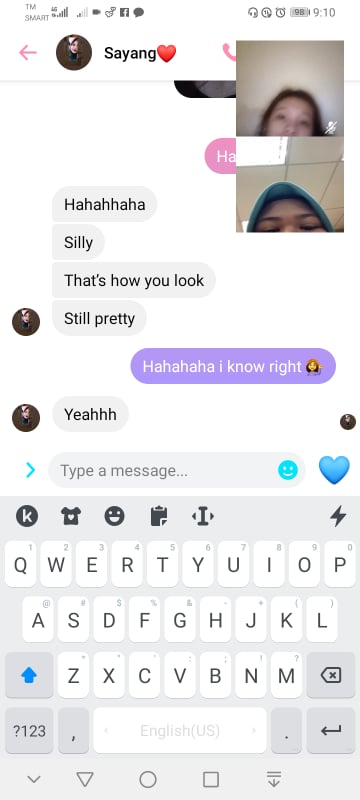 TM
SMART
4G
98
9:10
Sayang❤️
Ha
Hahahhaha
Silly
That's how you look
Still pretty
Hahahaha i know right 💁‍♀️
Yeahhh
Type a message...
1 2 3 4 5 6 7 8 9 0
Q W E R T Y U I O P
@ # $ % & - + ( )
A S D F G H J K L
Z X C V B N M
* " ' : ; ! ?
?123 , English(US) .